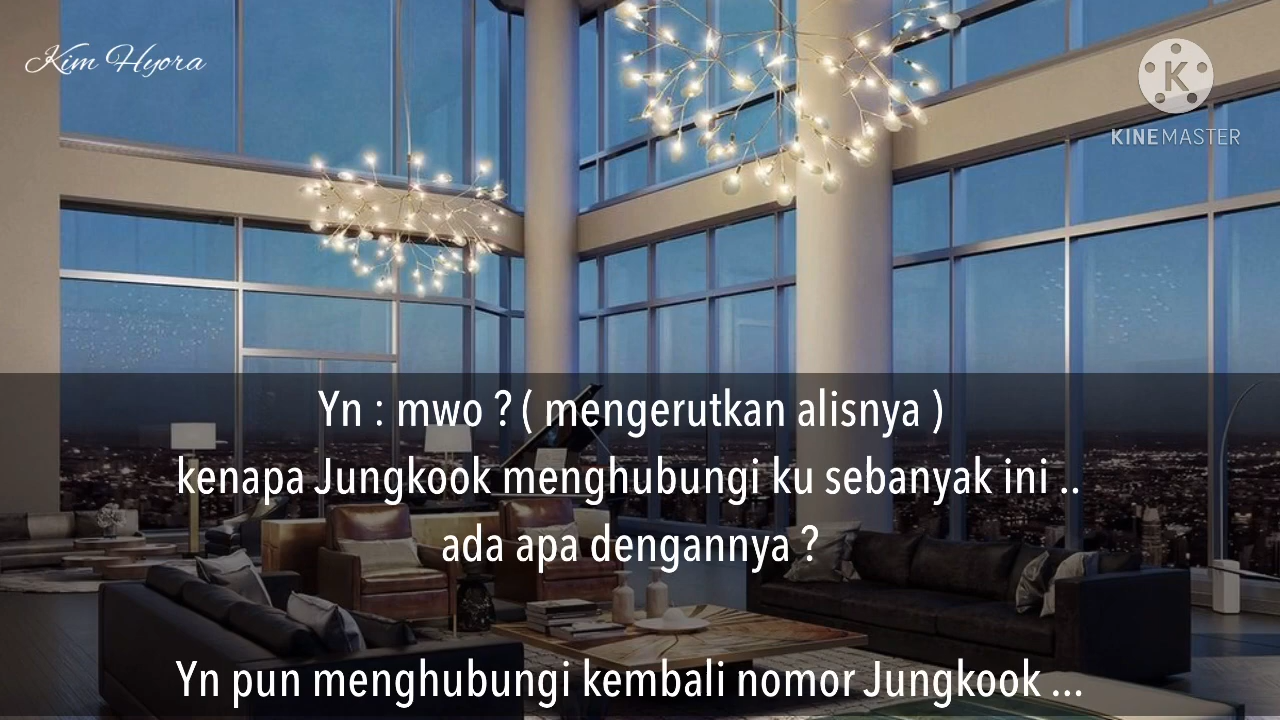 Kim Hyora
K
KINEMASTER
Yn : mwo ? ( mengerutkan alisnya )
kenapa Jungkook menghubungi ku sebanyak ini ..
ada apa dengannya ?
Yn pun menghubungi kembali nomor Jungkook ...